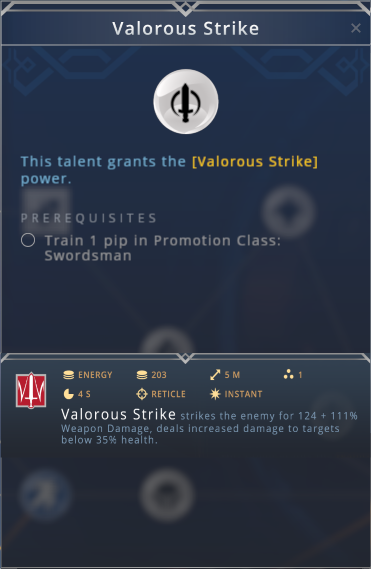 Valorous Strike
This talent grants the [Valorous Strike]
power.
PREREQUISITES
Train 1 pip in Promotion Class:
Swordsman
ENERGY 203 5 M 1
4 S RETICLE INSTANT
Valorous Strike strikes the enemy for 124 + 111%
Weapon Damage, deals increased damage to targets
below 35% health.